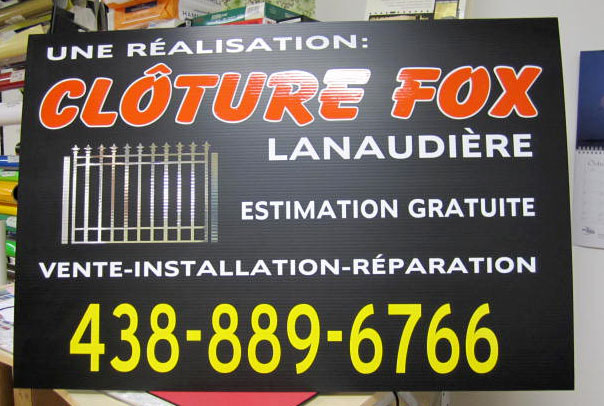 UNE RÉALISATION:
CLÔTURE FOX
LANAUDIÈRE
ESTIMATION GRATUITE
VENTE-INSTALLATION-RÉPARATION
438-889-6766